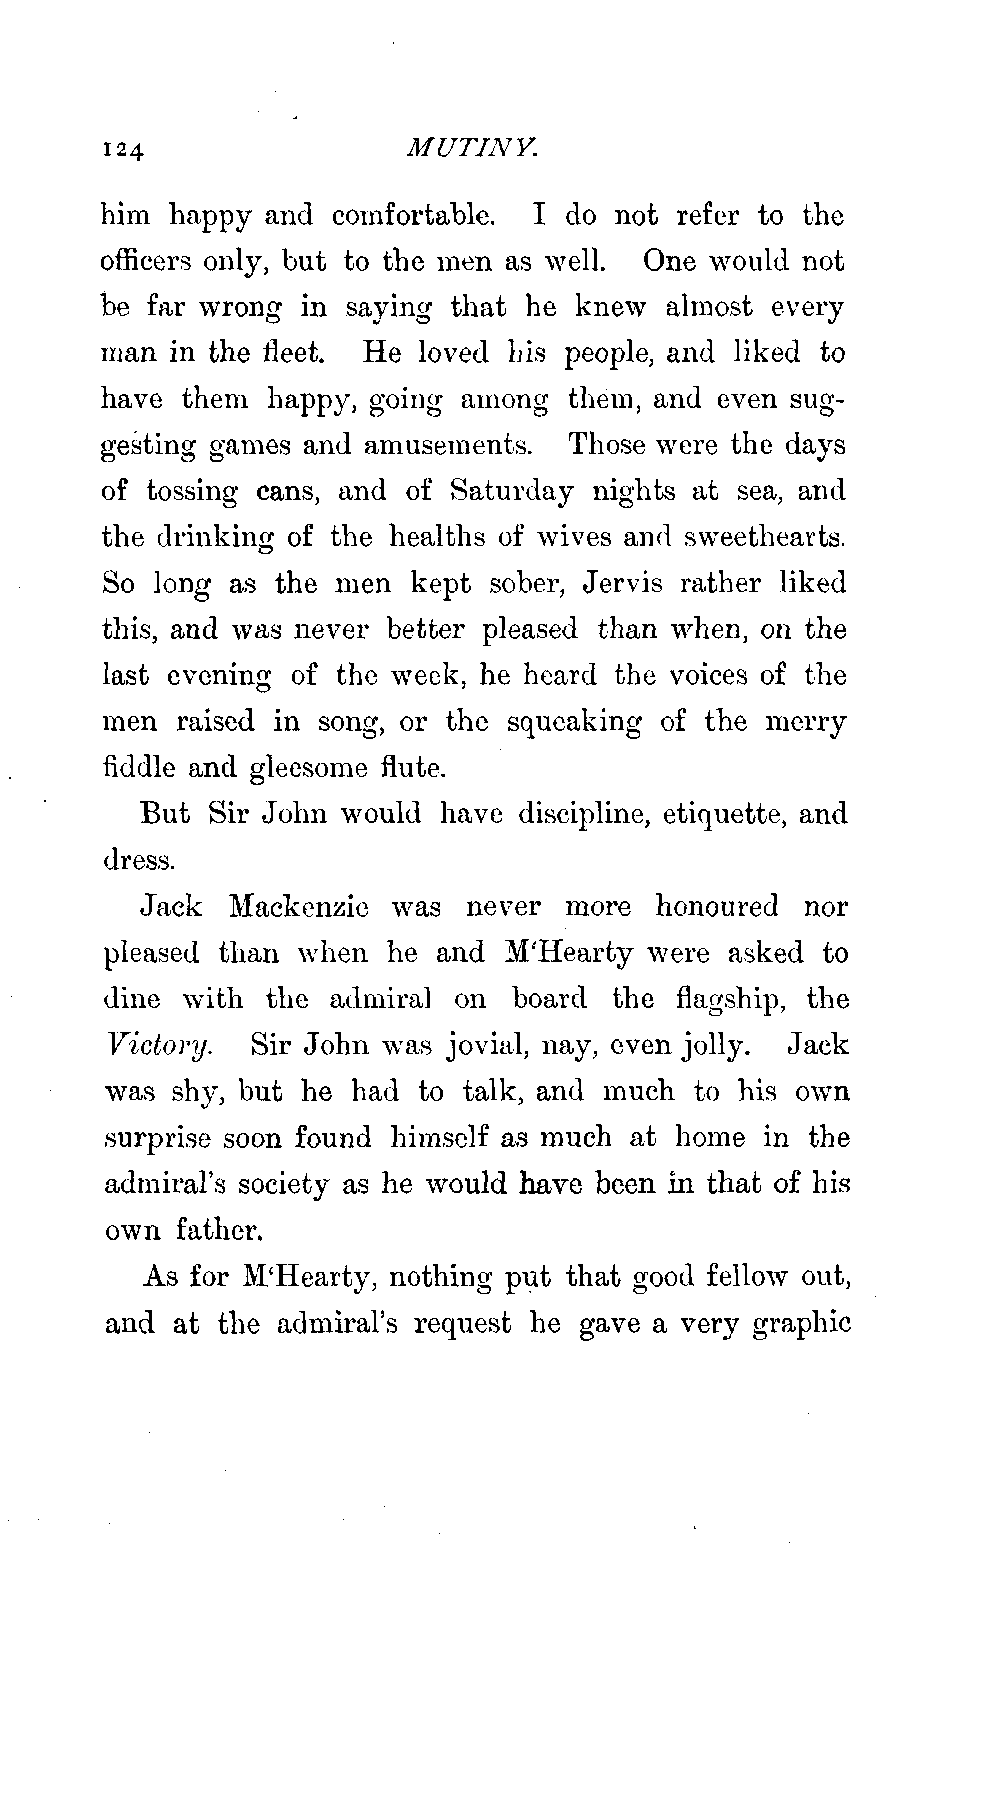 124 MUTINY.
him happy and comfortable. I do not refer to the
officers only, but to the men as well. One would not
be far wrong in saying that he knew almost every
man in the fleet. He loved his people, and liked to
have them happy, going among them, and even sug-
gesting games and amusements. Those were the days
of tossing cans, and of Saturday nights at sea, and
the drinking of the healths of wives and sweethearts.
So long as the men kept sober, Jervis rather liked
this, and was never better pleased than when, on the
last evening of the week, he heard the voices of the
men raised in song, or the squeaking of the merry
fiddle and gleesome flute.
But Sir John would have discipline, etiquette, and
dress.
Jack Mackenzie was never more honoured nor
pleased than when he and M'Hearty were asked to
dine with the admiral on board the flagship, the
Victory. Sir John was jovial, nay, even jolly. Jack
was shy, but he had to talk, and much to his own
surprise soon found himself as much at home in the
admiral's society as he would have been in that of his
own father.
As for M'Hearty, nothing put that good fellow out,
and at the admiral's request he gave a very graphic